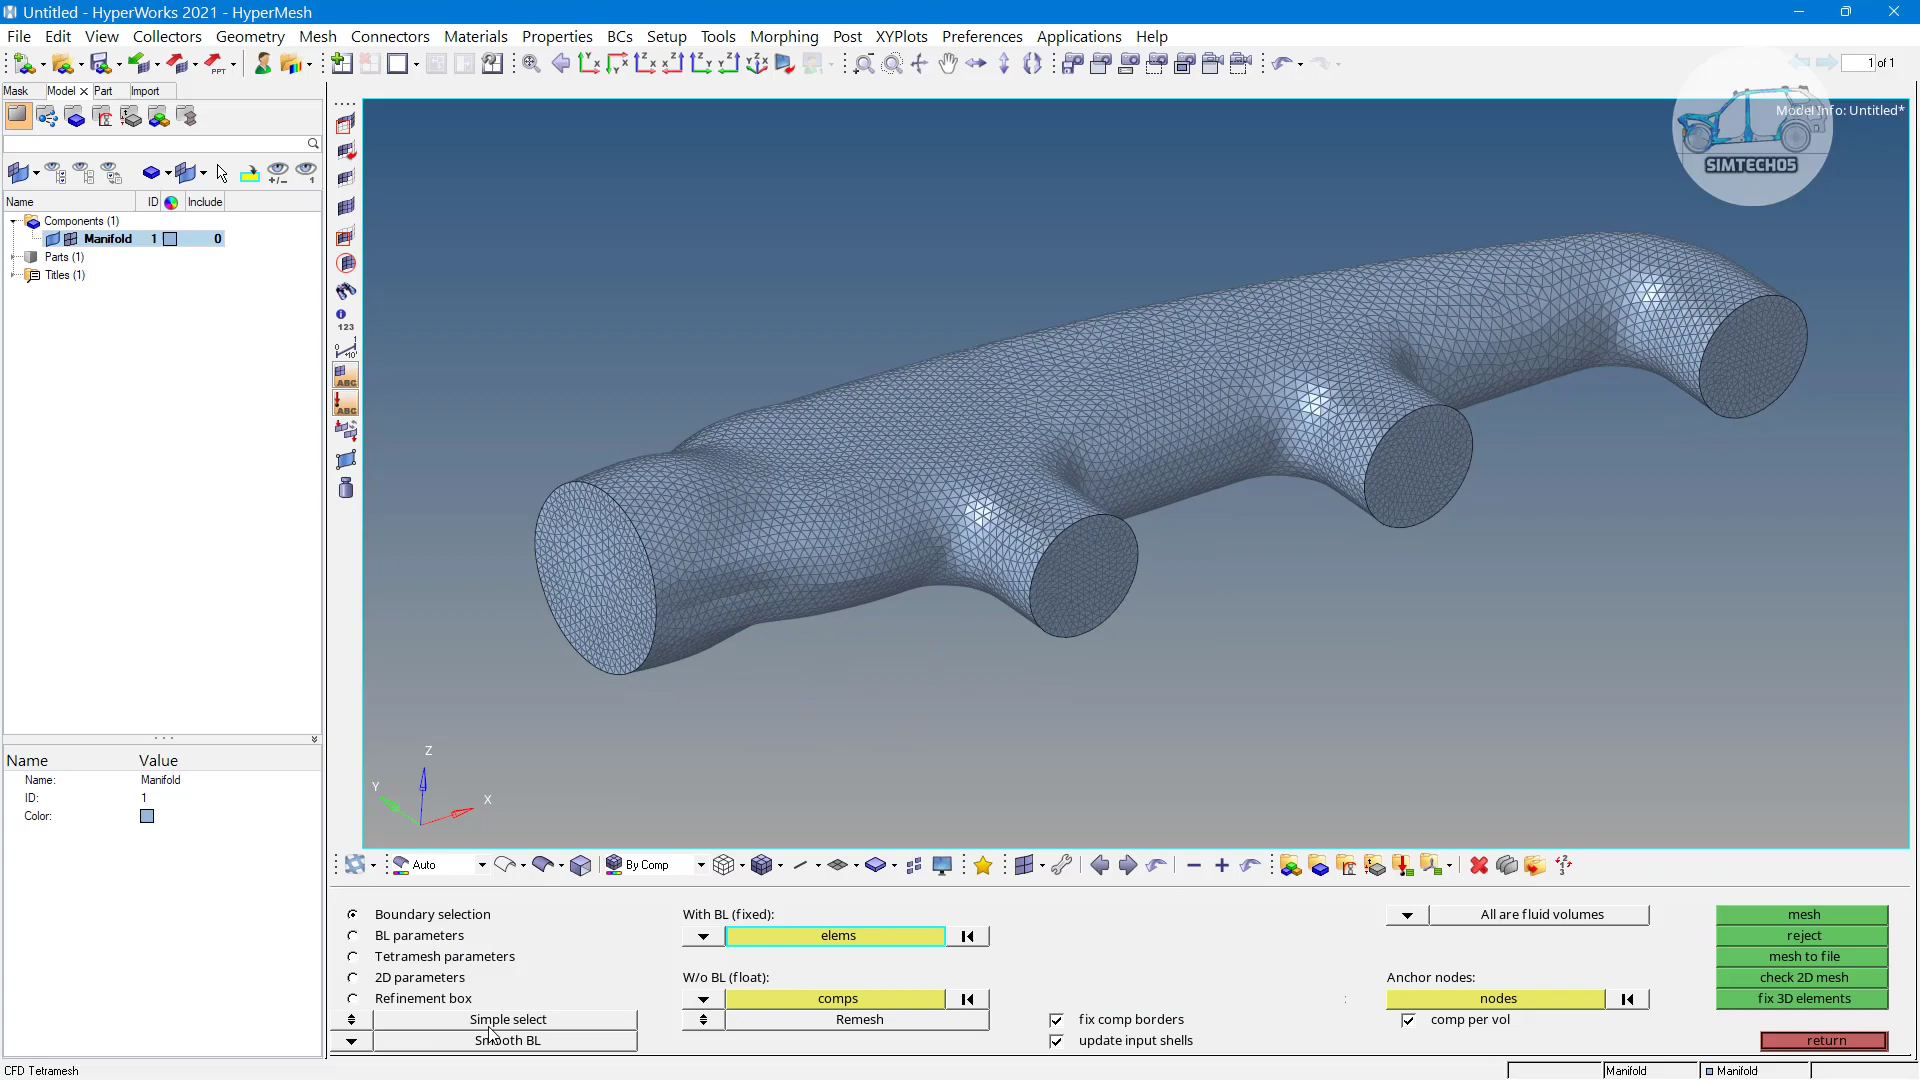 Untitled - HyperWorks 2021 - HyperMesh
File Edit View Collectors Geometry Mesh Connectors Materials Properties BCs Setup Tools Morphing Post XYPlots Preferences Applications Help
1 of 1
Mask Model Part Import
Model Info: Untitled*
SIMTECH05
Name ID Include
Components (1)
Manifold 1 0
Parts (1)
Titles (1)
123
ABC
ABC
Name Value
Name: Manifold
ID: 1
Color:
Z
Y
X
Auto By Comp
Boundary selection With BL (fixed): All are fluid volumes mesh
BL parameters elems reject
Tetramesh parameters mesh to file
2D parameters W/o BL (float): Anchor nodes: check 2D mesh
Refinement box comps nodes fix 3D elements
Simple select Remesh fix comp borders comp per vol
Smooth BL update input shells return
CFD Tetramesh Manifold Manifold